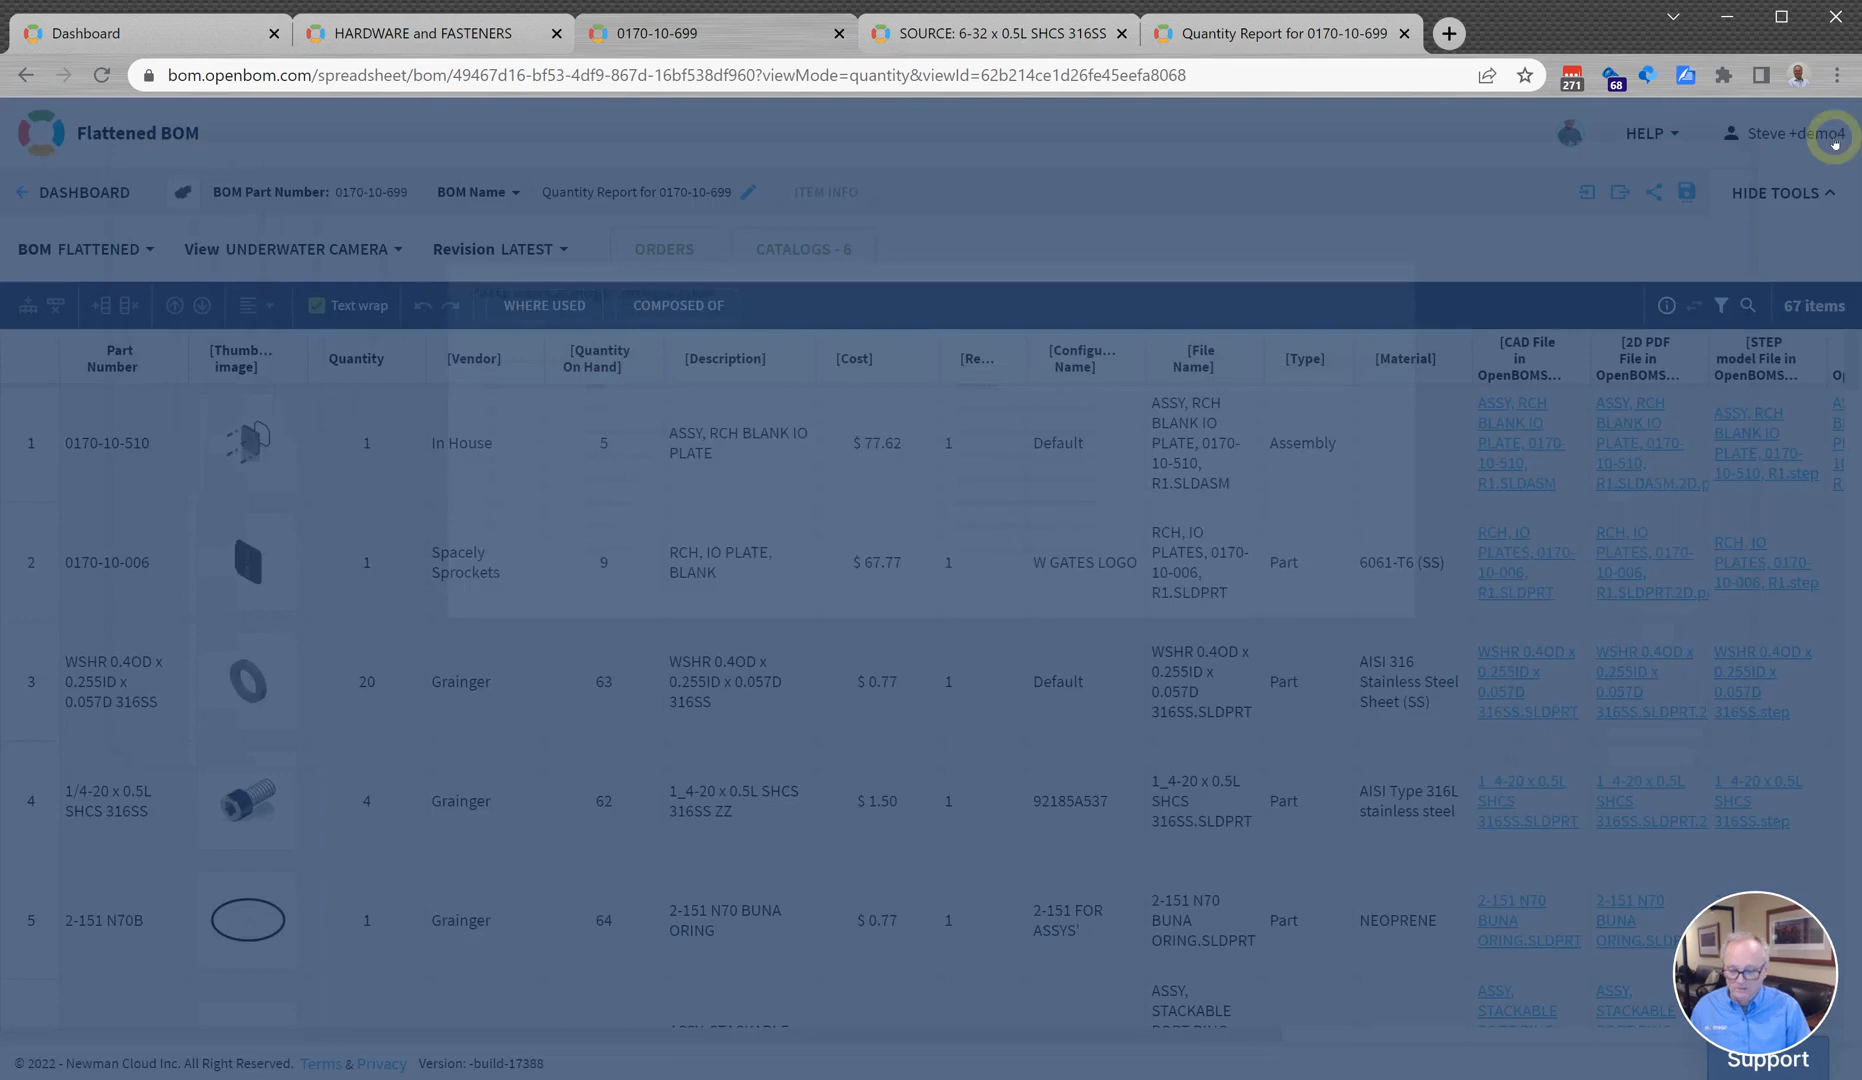 Dashboard
HARDWARE and FASTENERS
0170-10-699
SOURCE: 6-32 x 0.5L SHCS 316SS
Quantity Report for 0170-10-699
bom.openbom.com/spreadsheet/bom/49467d16-bf53-4df9-867d-16bf538df960?viewMode=quantity&viewId=62b214ce1d26fe45eefa8068
271
68
Flattened BOM
HELP
Steve +demo4
DASHBOARD
BOM Part Number: 0170-10-699
BOM Name
Quantity Report for 0170-10-699
ITEM INFO
HIDE TOOLS
BOM FLATTENED
View UNDERWATER CAMERA
Revision LATEST
ORDERS
CATALOGS - 6
Text wrap
WHERE USED
COMPOSED OF
67 items
Part
Number
[Thumb...
image]
Quantity
[Vendor]
[Quantity
On Hand]
[Description]
[Cost]
[Re...
[Configu...
Name]
[File
Name]
[Type]
[Material]
[CAD File
in
OpenBOMS...
[2D PDF
File in
OpenBOMS...
[STEP
model File in
OpenBOMS...
1
0170-10-510
1
In House
5
ASSY, RCH BLANK IO
PLATE
$ 77.62
1
Default
ASSY, RCH
BLANK IO
PLATE, 0170-
10-510,
R1.SLDASM
Assembly
ASSY, RCH
BLANK IO
PLATE, 0170-
10-510,
R1.SLDASM
ASSY, RCH
BLANK IO
PLATE, 0170-
10-510,
R1.SLDASM.2D.p
ASSY, RCH
BLANK IO
PLATE, 0170-
10-510, R1.step
2
0170-10-006
1
Spacely
Sprockets
9
RCH, IO PLATE,
BLANK
$ 67.77
1
W GATES LOGO
RCH, IO
PLATES, 0170-
10-006,
R1.SLDPRT
Part
6061-T6 (SS)
RCH, IO
PLATES, 0170-
10-006,
R1.SLDPRT
RCH, IO
PLATES, 0170-
10-006,
R1.SLDPRT.2D.p
RCH, IO
PLATES, 0170-
10-006, R1.step
3
WSHR 0.4OD x
0.255ID x
0.057D 316SS
20
Grainger
63
WSHR 0.4OD x
0.255ID x 0.057D
316SS
$ 0.77
1
Default
WSHR 0.4OD x
0.255ID x
0.057D
316SS.SLDPRT
Part
AISI 316
Stainless Steel
Sheet (SS)
WSHR 0.4OD x
0.255ID x
0.057D
316SS.SLDPRT
WSHR 0.4OD x
0.255ID x
0.057D
316SS.SLDPRT.2
WSHR 0.4OD x
0.255ID x
0.057D
316SS.step
4
1/4-20 x 0.5L
SHCS 316SS
4
Grainger
62
1_4-20 x 0.5L SHCS
316SS ZZ
$ 1.50
1
92185A537
1_4-20 x 0.5L
SHCS
316SS.SLDPRT
Part
AISI Type 316L
stainless steel
1_4-20 x 0.5L
SHCS
316SS.SLDPRT
1_4-20 x 0.5L
SHCS
316SS.SLDPRT.2
1_4-20 x 0.5L
SHCS
316SS.step
5
2-151 N70B
1
Grainger
64
2-151 N70 BUNA
ORING
$ 0.77
1
2-151 FOR
ASSYS'
2-151 N70
BUNA
ORING.SLDPRT
Part
NEOPRENE
2-151 N70
BUNA
ORING.SLDPRT
2-151 N70
BUNA
ASSY,
STACKABLE
ASSY,
STACKABLE
ASSY,
STACKABLE
© 2022 - Newman Cloud Inc. All Right Reserved. Terms & Privacy Version: -build-17388
Support